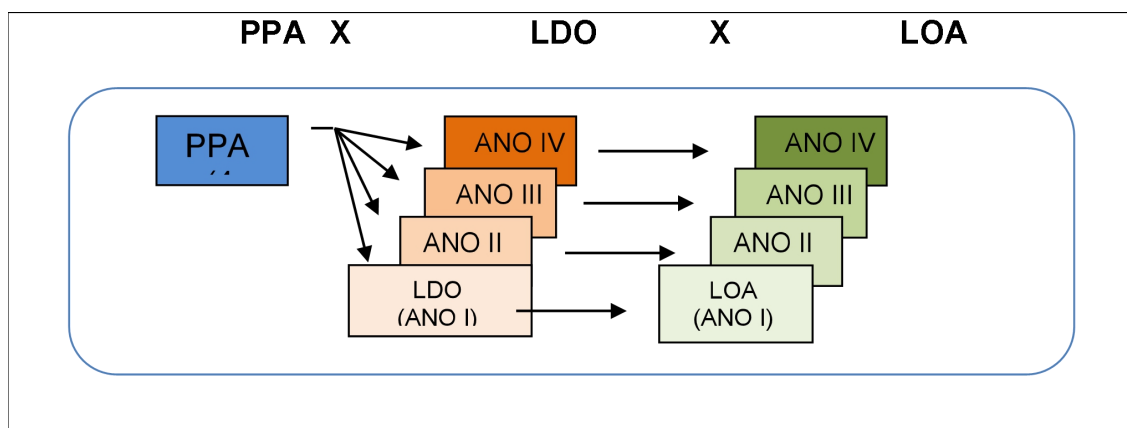 PPA X LDO X LOA
PPA
ANO IV
ANO III
ANO II
LDO
(ANO I)
ANO IV
ANO III
ANO II
LOA
(ANO I)